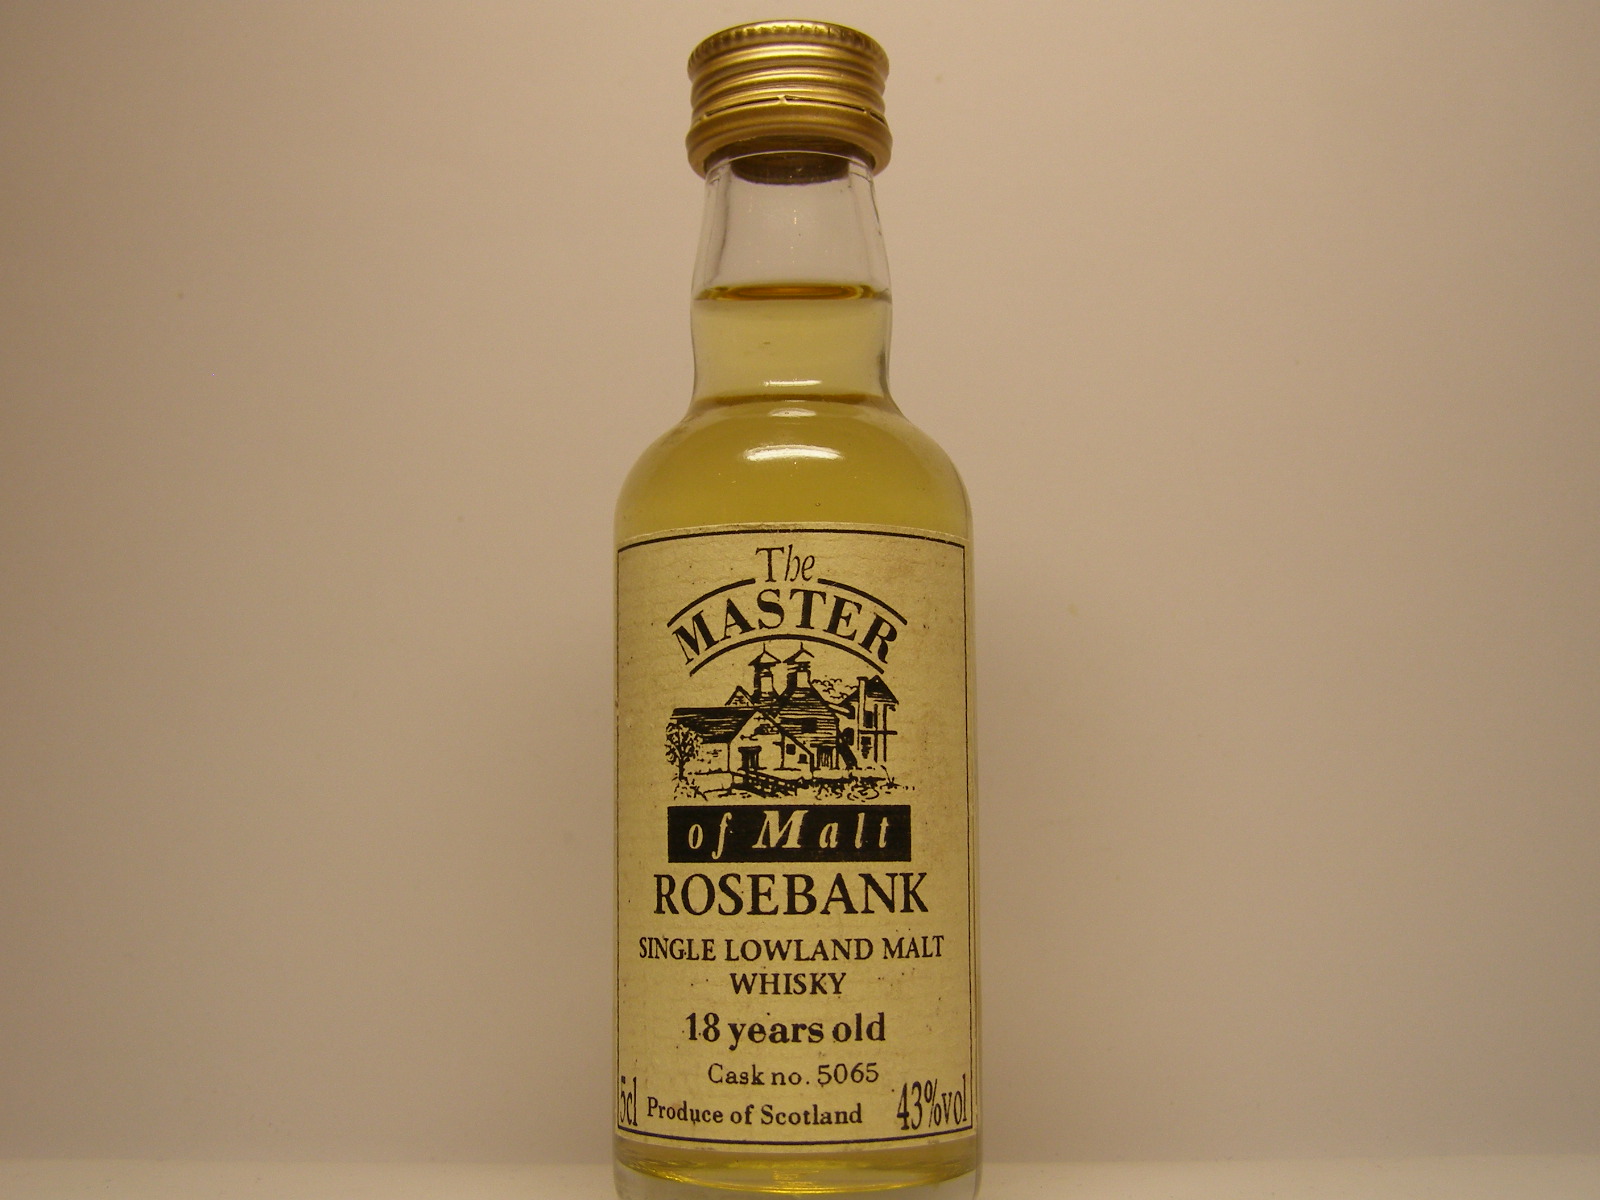 The
MASTER
of Malt
ROSEBANK
SINGLE LOWLAND MALT
WHISKY
18 years old
Cask no. 5065
5cl Produce of Scotland 43%vol